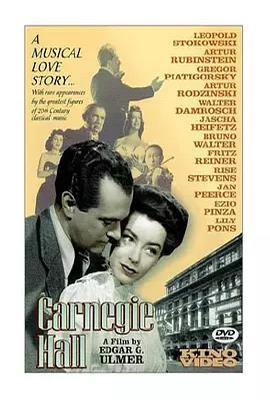 A
MUSICAL
LOVE
STORY...
With rare appearances
by the greatest figures
of 20th Century
classical music
LEOPOLD
STOKOWSKI
ARTUR
RUBINSTEIN
GREGOR
PIATIGORSKY
ARTUR
RODZINSKI
WALTER
DAMROSCH
JASCHA
HEIFETZ
BRUNO
WALTER
FRITZ
REINER
RISE
STEVENS
JAN
PEERCE
EZIO
PINZA
LILY
PONS
Carnegie
Hall
A Film by
EDGAR G.
ULMER
DVD
KINO
VIDEO